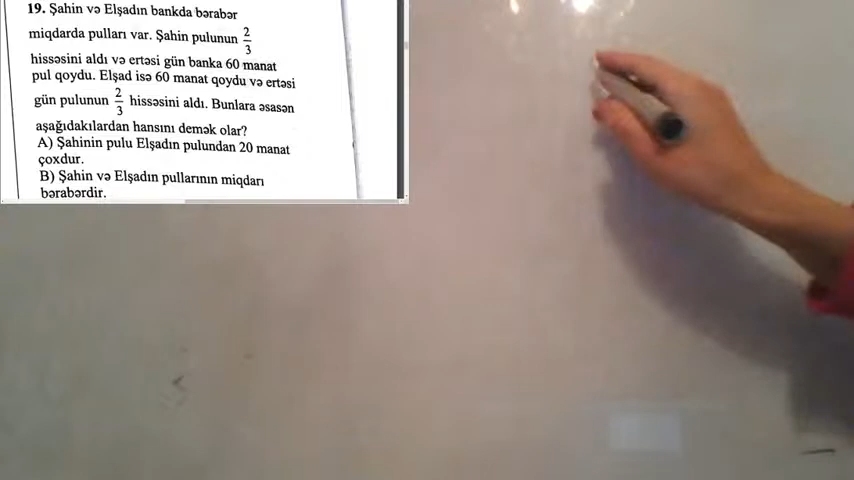 19. Şahin və Elşadın bankda bərabər
miqdarda pulları var. Şahin pulunun 2/3
hissəsini aldı və ertəsi gün banka 60 manat
pul qoydu. Elşad isə 60 manat qoydu və ertəsi
gün pulunun 2/3 hissəsini aldı. Bunlara əsasən
aşağıdakılardan hansını demək olar?
A) Şahinin pulu Elşadın pulundan 20 manat
çoxdur.
B) Şahin və Elşadın pullarının miqdarı
bərabərdir.